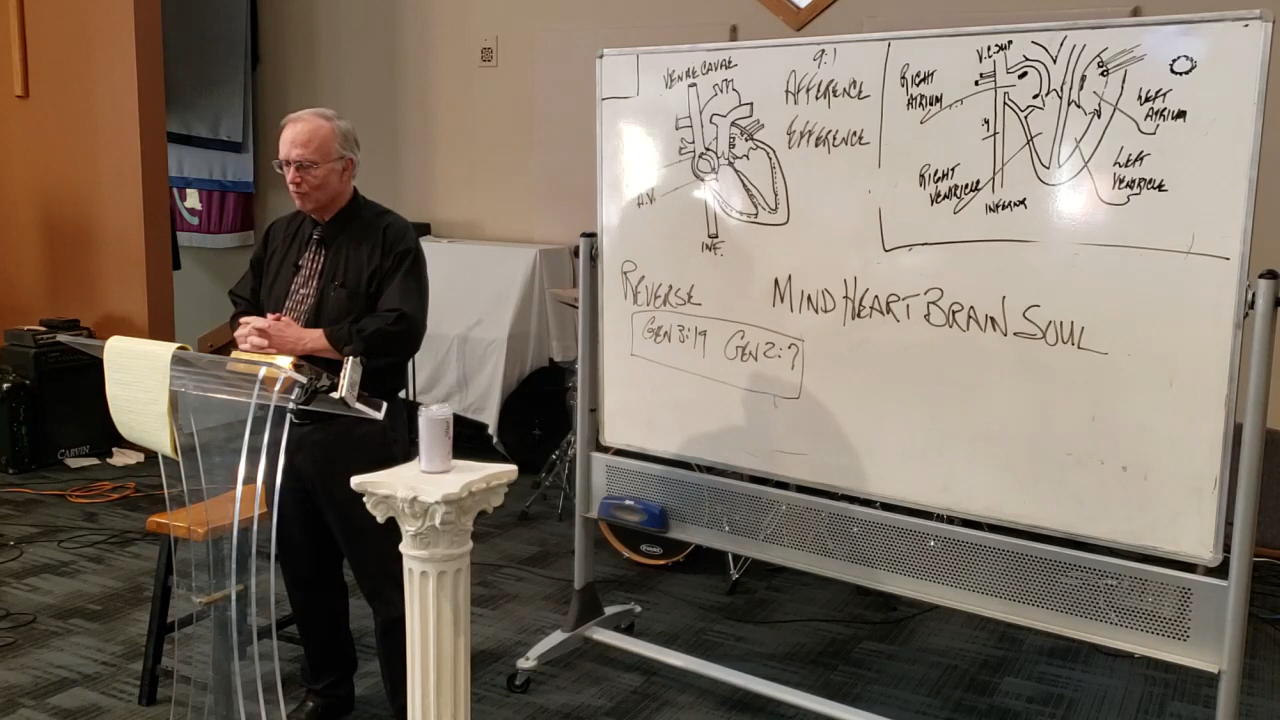 VENAE CAVAE
9:1
AFFERENCE
EFFERENCE
A.V.
INF.
V.C. SUP
RIGHT
ATRIUM
LEFT
ATRIUM
RIGHT
VENTRICLE
LEFT
VENTRICLE
INFERIOR
REVERSE
GEN 3:19 GEN 2:7
MIND HEART BRAIN SOUL
CARVIN